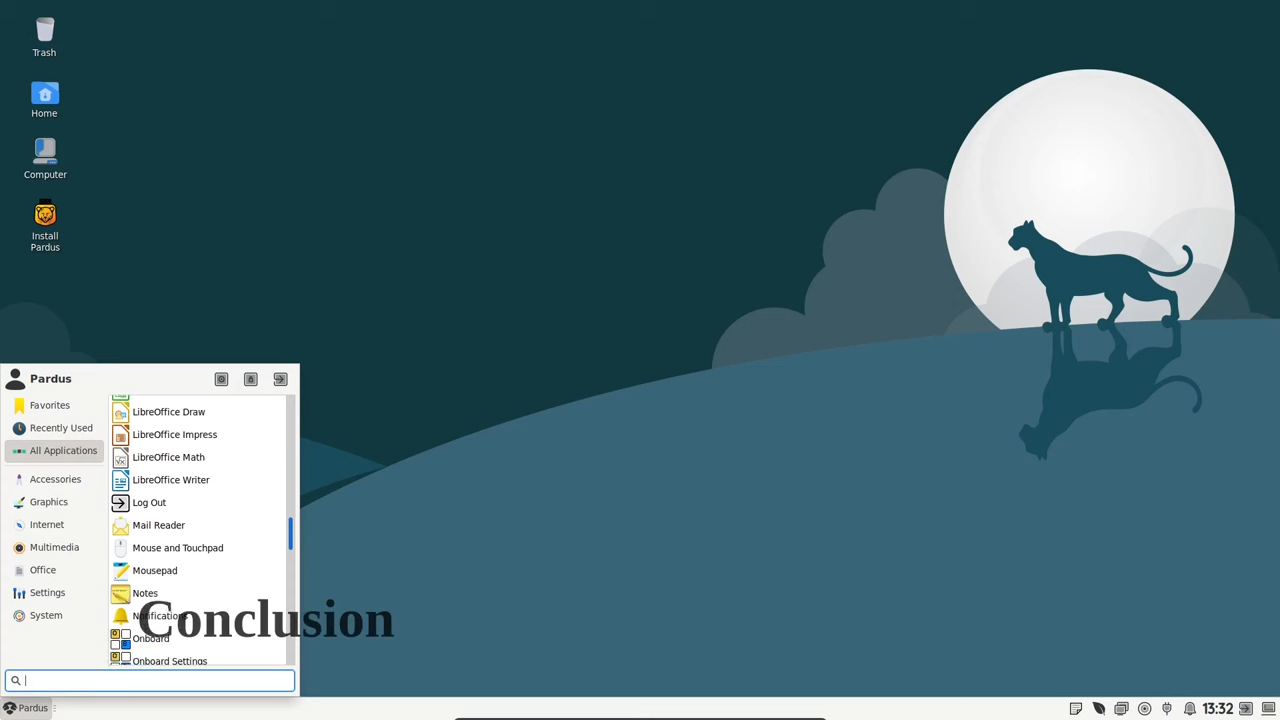 Trash
Home
Computer
Install
Pardus
Pardus
Favorites
Recently Used
All Applications
Accessories
Graphics
Internet
Multimedia
Office
Settings
System
LibreOffice Draw
LibreOffice Impress
LibreOffice Math
LibreOffice Writer
Log Out
Mail Reader
Mouse and Touchpad
Mousepad
Notes
Notifications
Onboard
Onboard Settings
Conclusion
Pardus
13:32